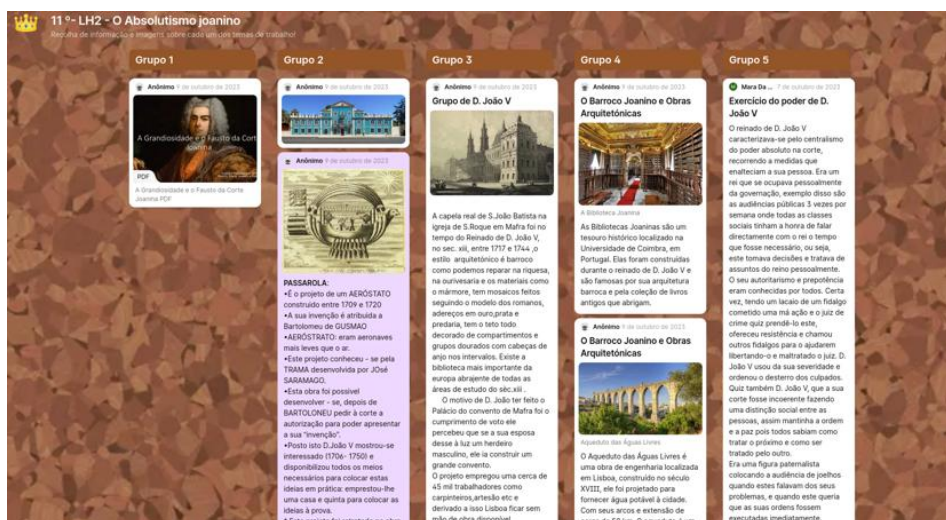 11 º- LH2 - O Absolutismo joanino
Recolha de informação e imagens sobre cada um dos temas de trabalho!
Grupo 1
Anônimo 9 de outubro de 2023
A Grandiosidade e o Fausto da Corte
Joanina
PDF
A Grandiosidade e o Fausto da Corte
Joanina PDF
Grupo 2
Anônimo 9 de outubro de 2023
Anônimo 9 de outubro de 2023
PASSAROLA:
•É o projeto de um AERÓSTATO
construido entre 1709 e 1720
•A sua invenção é atribuida a
Bartolomeu de GUSMAO
•AERÓSTRATO: eram aeronaves
mais leves que o ar.
•Este projeto conheceu - se pela
TRAMA desenvolvida por JOsé
SARAMAGO.
•Esta obra foi possivel
desenvolver - se, depois de
BARTOLONEU pedir à corte a
autorização para poder apresentar
a sua "invenção".
•Posto isto D.João V mostrou-se
interessado (1706- 1750) e
disponibilizou todos os meios
necessários para colocar estas
ideias em prática: emprestou-lhe
uma casa e quinta para colocar as
ideias à prova.
Grupo 3
Anônimo 9 de outubro de 2023
Grupo de D. João V
A capela real de S.João Batista na
igreja de S.Roque em Mafra foi no
tempo do Reinado de D. João V,
no sec. xiii, entre 1717 e 1744 ,o
estilo arquitetónico é barroco
como podemos reparar na riquesa,
na ourivesaria e os materiais como
o mármore, tem mosaicos feitos
seguindo o modelo dos romanos,
adereços em ouro,prata e
predaria, tem o teto todo
decorado de compartimentos e
grupos dourados com cabeças de
anjo nos intervalos. Existe a
biblioteca mais importante da
europa abrajente de todas as
áreas de estudo do séc.xiii .
O motivo de D. João ter feito o
Palácio do convento de Mafra foi o
cumprimento de voto ele
percebeu que se a sua esposa
desse à luz um herdeiro
masculino, ele ia construir um
grande convento.
O projeto empregou uma cerca de
45 mil trabalhadores como
carpinteiros,artesão etc e
derivado a isso Lisboa ficar sem
mão de obra disponível
Grupo 4
Anônimo 9 de outubro de 2023
O Barroco Joanino e Obras
Arquitetónicas
A Biblioteca Joanina
As Bibliotecas Joaninas são um
tesouro histórico localizado na
Universidade de Coimbra, em
Portugal. Elas foram construídas
durante o reinado de D. João V e
são famosas por sua arquitetura
barroca e pela coleção de livros
antigos que abrigam.
Anônimo 9 de outubro de 2023
O Barroco Joanino e Obras
Arquitetónicas
Aqueduto das Águas Livres
O Aqueduto das Águas Livres é
uma obra de engenharia localizada
em Lisboa, construído no século
XVIII, ele foi projetado para
fornecer água potável à cidade.
Com seus arcos e extensão de
Grupo 5
Mara Da ... 7 de outubro de 2023
Exercício do poder de D.
João V
O reinado de D. João V
caracterizava-se pelo centralismo
do poder absoluto na corte,
recorrendo a medidas que
enalteciam a sua pessoa. Era um
rei que se ocupava pessoalmente
da governação, exemplo disso são
as audiências públicas 3 vezes por
semana onde todas as classes
sociais tinham a honra de falar
directamente com o rei o tempo
que fosse necessário, ou seja,
este tomava decisões e tratava de
assuntos do reino pessoalmente.
O seu autoritarismo e prepotência
eram conhecidas por todos. Certa
vez, tendo um lacaio de um fidalgo
cometido uma má ação e o juiz de
crime quiz prendê-lo este,
ofereceu resistência e chamou
outros fidalgos para o ajudarem
libertando-o e maltratado o juiz. D.
João V usou da sua severidade e
ordenou o desterro dos culpados.
Quiz também D. João V, que a sua
corte fosse incoerente fazendo
uma distinção social entre as
pessoas, assim mantinha a ordem
e a paz pois todos sabiam como
tratar o próximo e como ser
tratado pelo outro.
Era uma figura paternalista
colocando a audiência de joelhos
quando estes falavam dos seus
problemas, e quando este queria
que as suas ordens fossem
executadas imediatamente